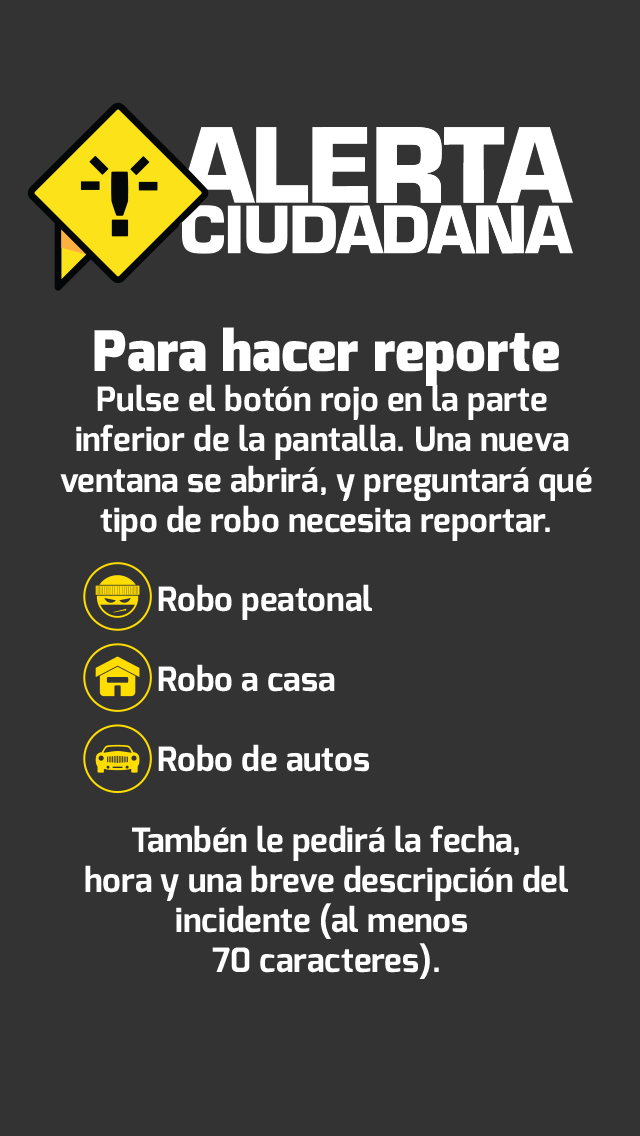 ALERTA
CIUDADANA
Para hacer reporte
Pulse el botón rojo en la parte
inferior de la pantalla. Una nueva
ventana se abrirá, y preguntará qué
tipo de robo necesita reportar.
Robo peatonal
Robo a casa
Robo de autos
Tambén le pedirá la fecha,
hora y una breve descripción del
incidente (al menos
70 caracteres).